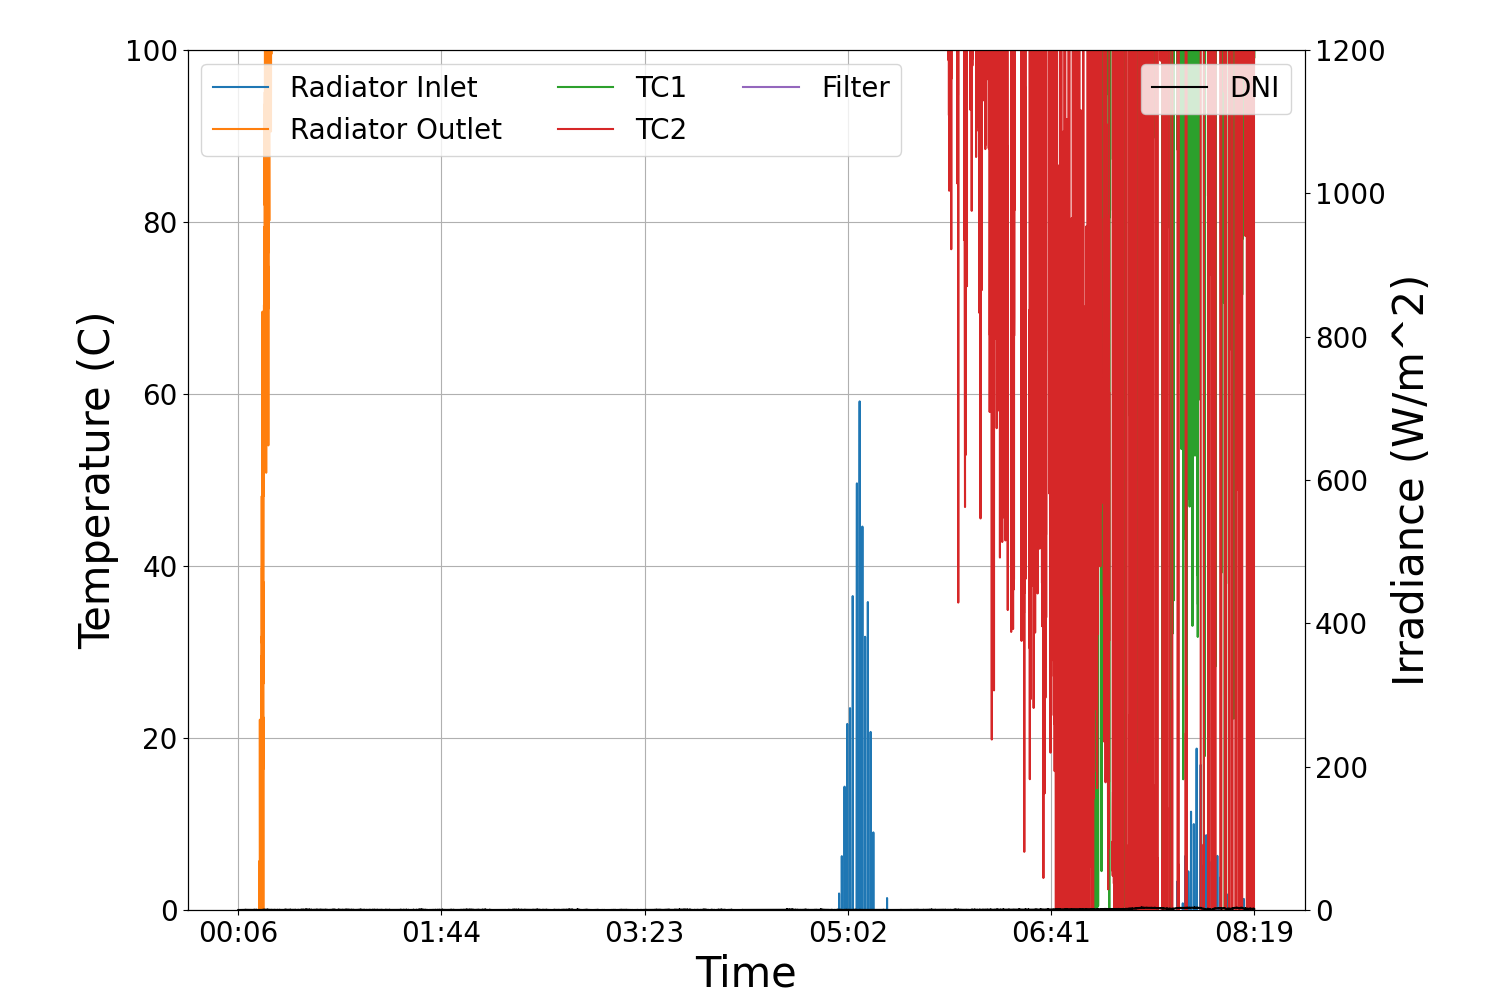 100
80
60
40
20
0
Temperature (C)
Radiator Inlet
Radiator Outlet
TC1
TC2
Filter
DNI
1200
1000
800
600
400
200
0
Irradiance (W/m^2)
00:06
01:44
03:23
05:02
06:41
08:19
Time